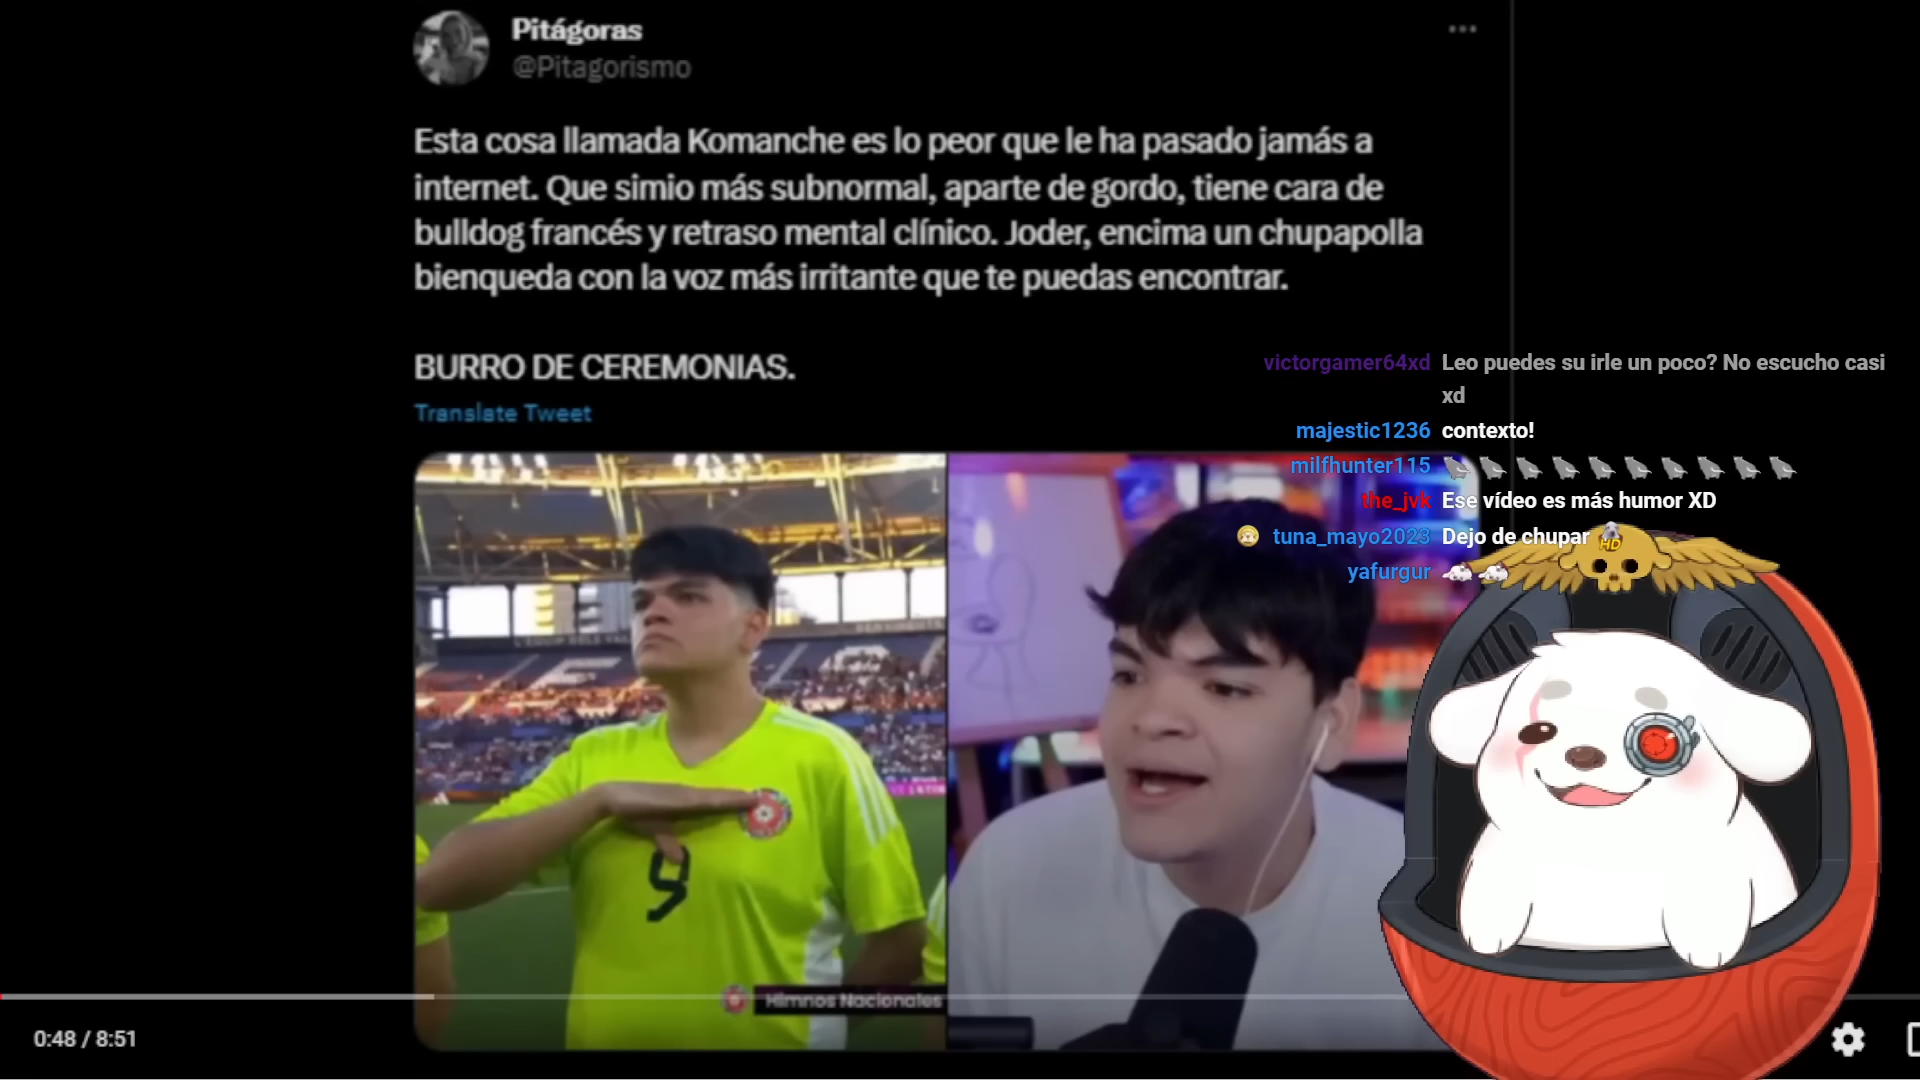 Pitágoras
@Pitagorismo
Esta cosa llamada Komanche es lo peor que le ha pasado jamás a
internet. Que simio más subnormal, aparte de gordo, tiene cara de
bulldog francés y retraso mental clínico. Joder, encima un chupapolla
bienqueda con la voz más irritante que te puedas encontrar.
BURRO DE CEREMONIAS.
Translate Tweet
victorgamer64xd Leo puedes su irle un poco? No escucho casi
xd
majestic1236 contexto!
milfhunter115
the_jvk Ese vídeo es más humor XD
tuna_mayo2023 Dejo de chupar
yafurgur
HD
9
Himnos Nacionales
0:48 / 8:51